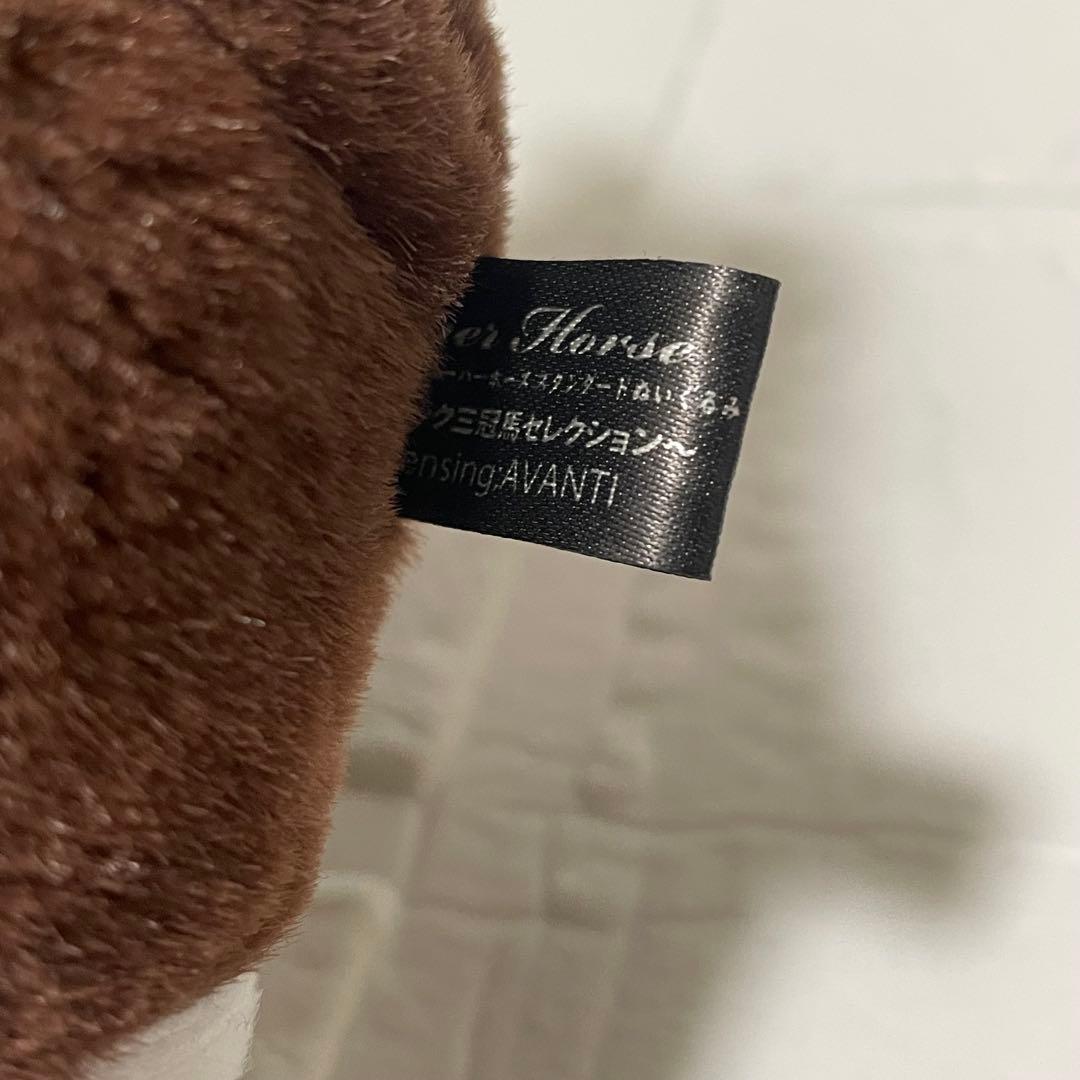 er Horse
ーハーホーススタンダードぬいぐるみ
ク三冠馬セレクション～
ensing;AVANTI